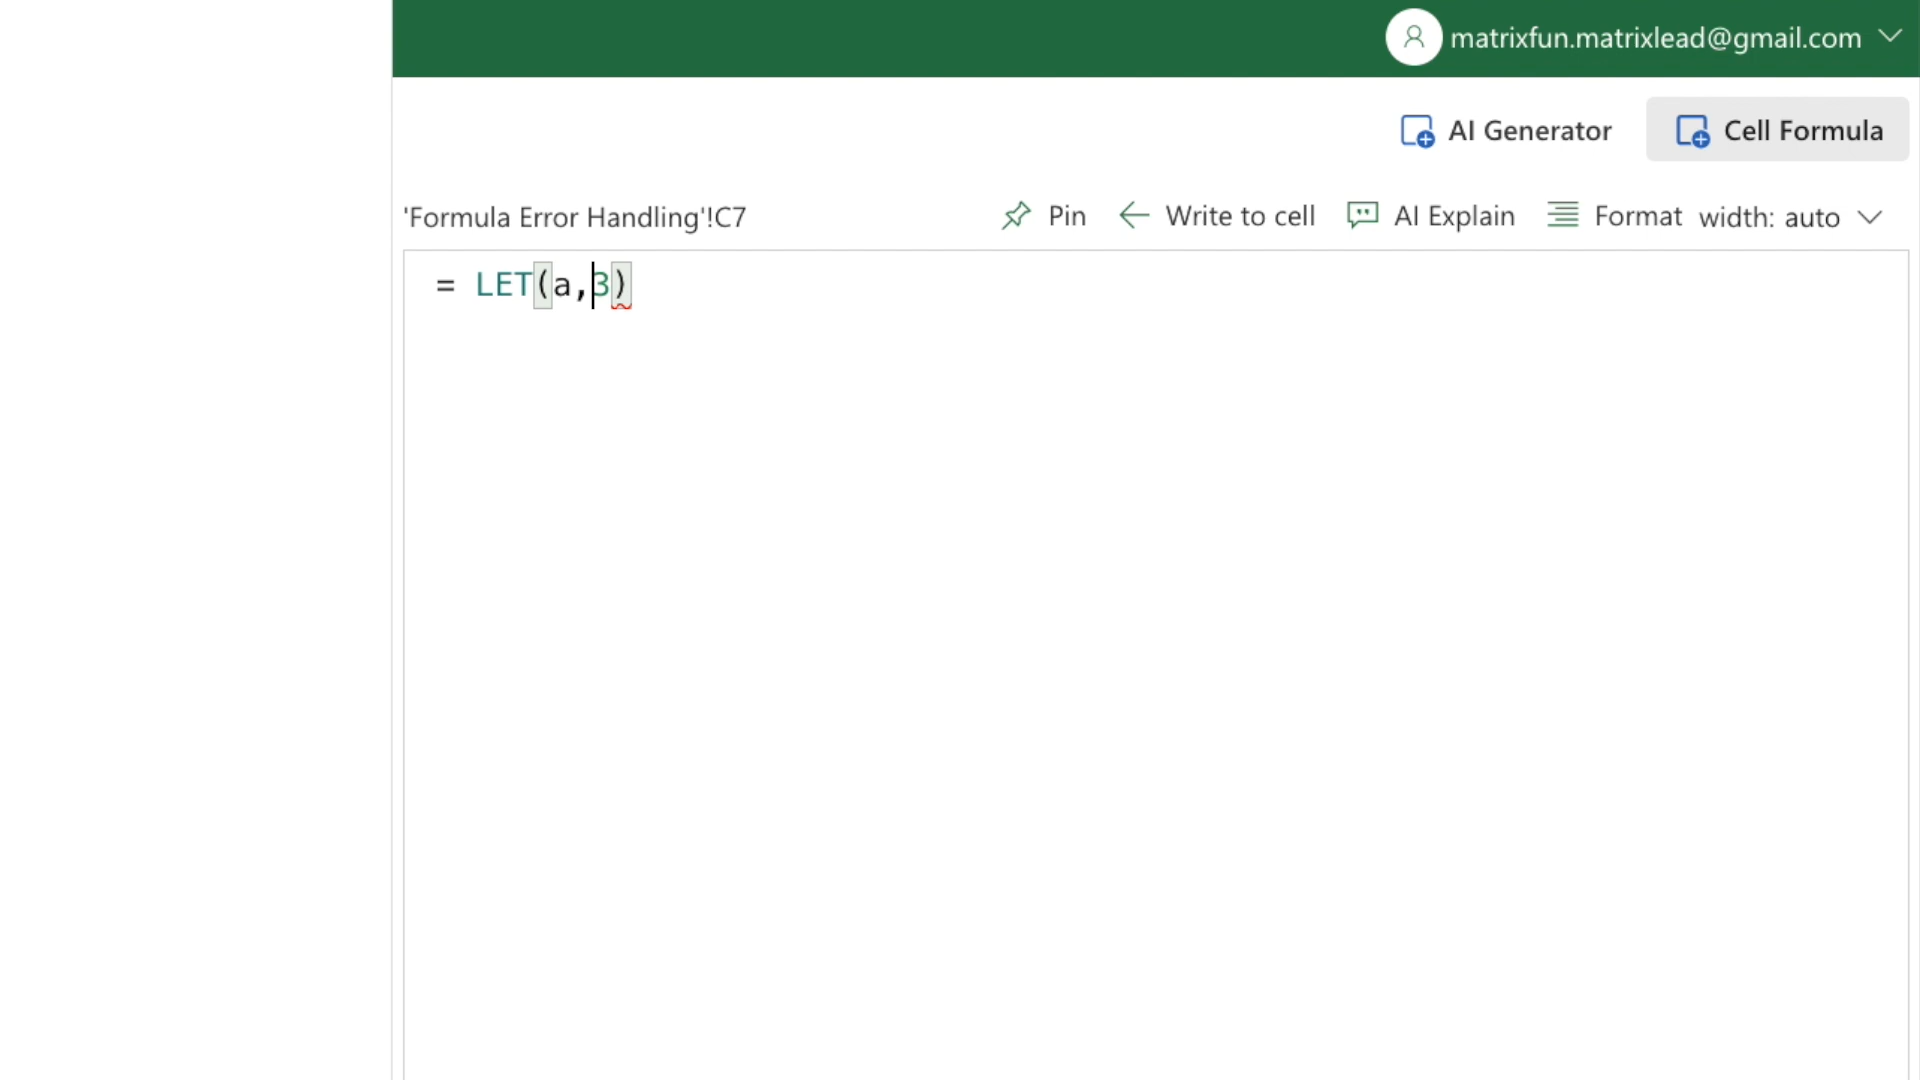 matrixfun.matrixlead@gmail.com
AI Generator Cell Formula
'Formula Error Handling'!C7 Pin Write to cell AI Explain Format width: auto
= LET(a,3)